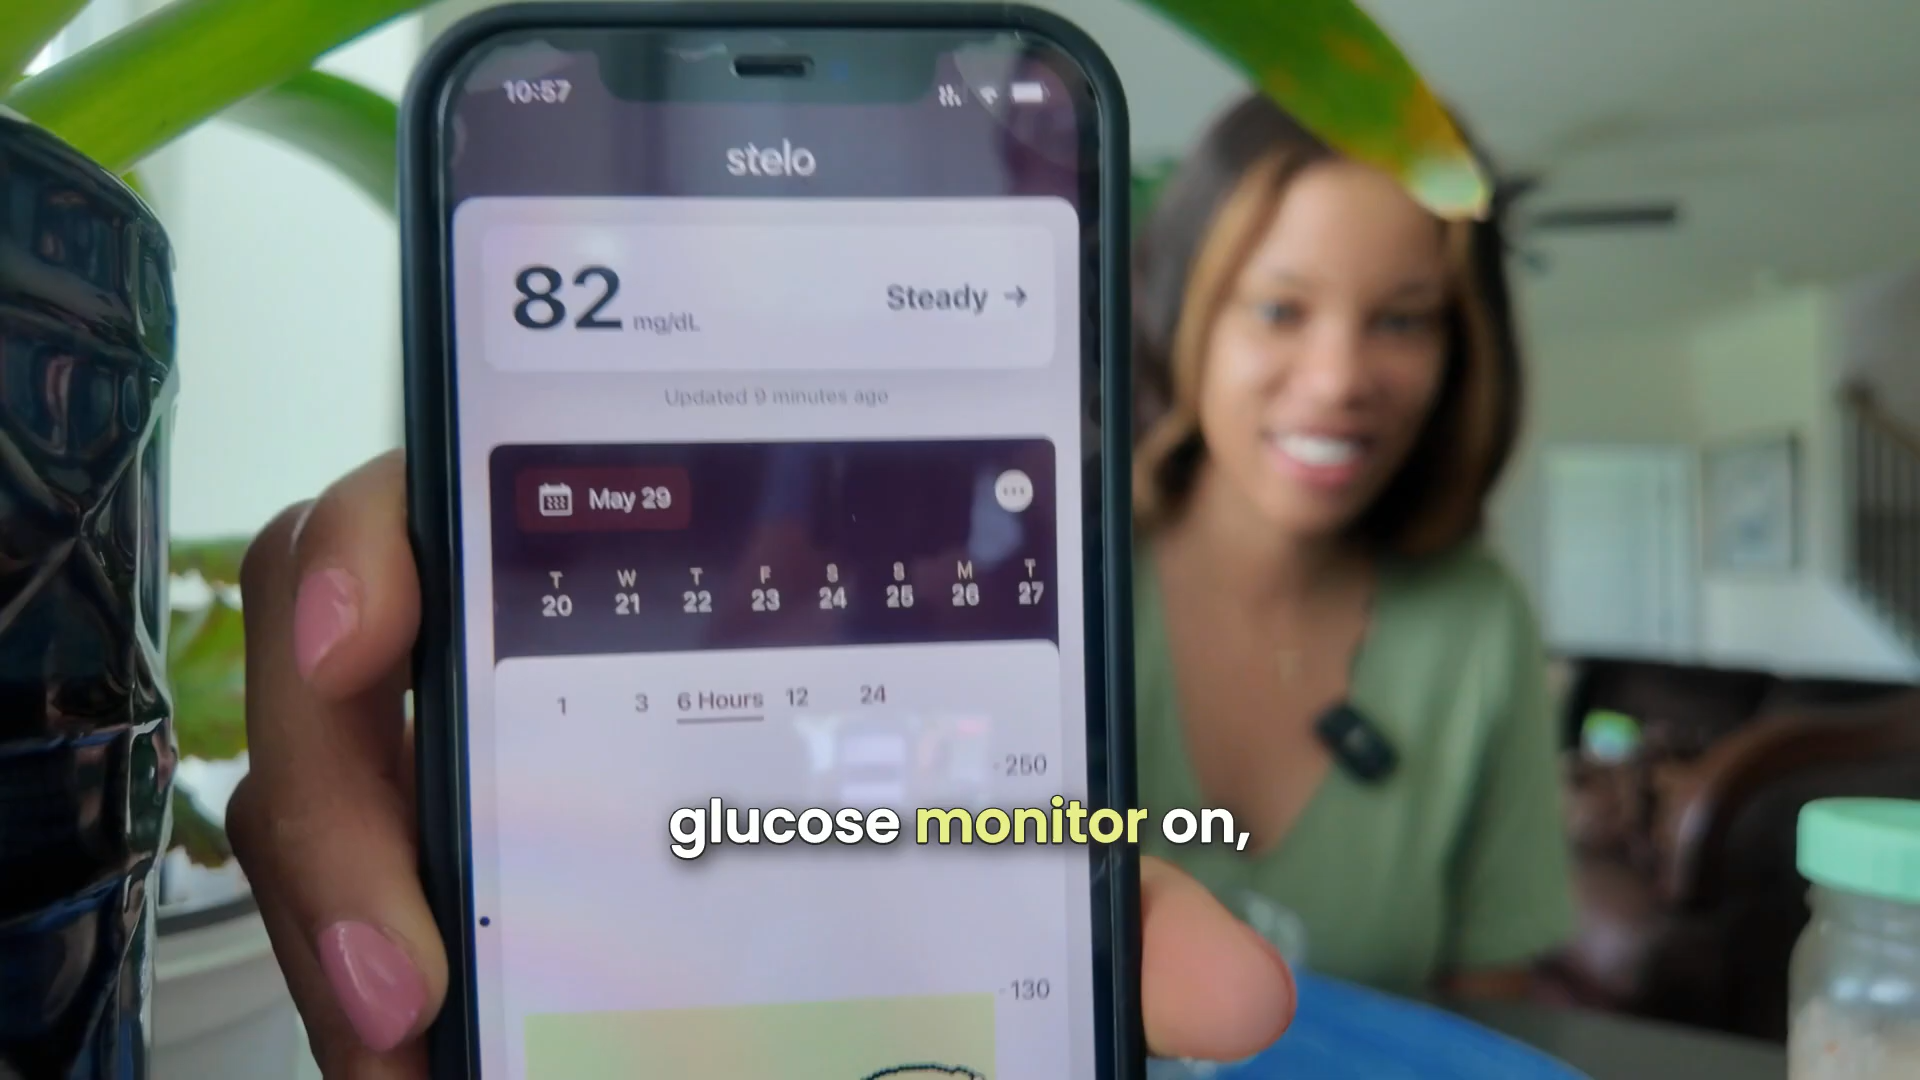 10:57
stelo
82 mg/dL
Steady →
Updated 9 minutes ago
May 29
T W T F S S M T
20 21 22 23 24 25 26 27
1 3 6 Hours 12 24
250
glucose monitor on,
130